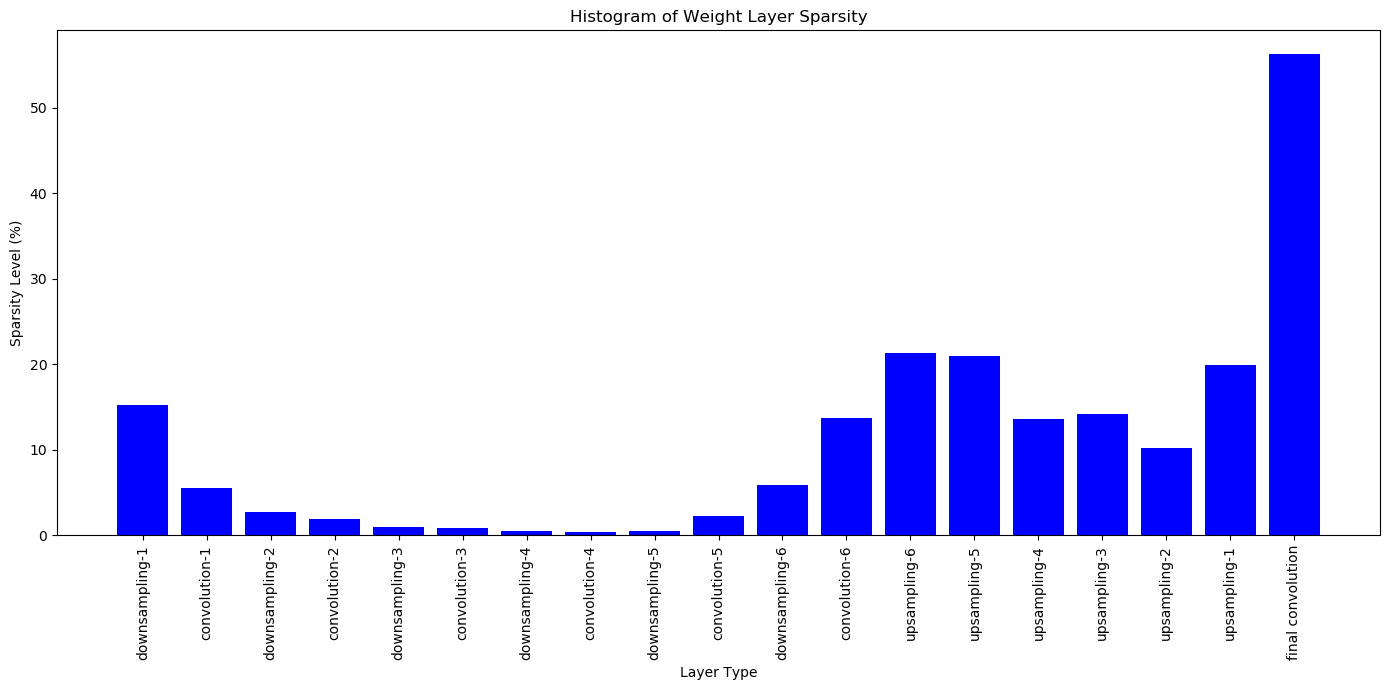 Histogram of Weight Layer Sparsity
Sparsity Level (%)
50
40
30
20
10
0
downsampling-1
convolution-1
downsampling-2
convolution-2
downsampling-3
convolution-3
downsampling-4
convolution-4
downsampling-5
convolution-5
downsampling-6
convolution-6
upsampling-6
upsampling-5
upsampling-4
upsampling-3
upsampling-2
upsampling-1
final convolution
Layer Type